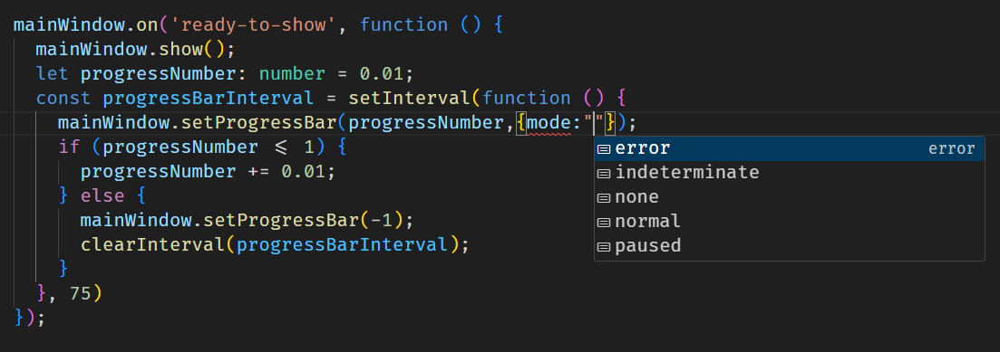 mainWindow.on('ready-to-show', function () {
mainWindow.show();
let progressNumber: number = 0.01;
const progressBarInterval = setInterval(function () {
mainWindow.setProgressBar(progressNumber,{mode:""});
if (progressNumber <= 1) {
progressNumber += 0.01;
} else {
mainWindow.setProgressBar(-1);
clearInterval(progressBarInterval);
}
}, 75)
});
error error
indeterminate
none
normal
paused